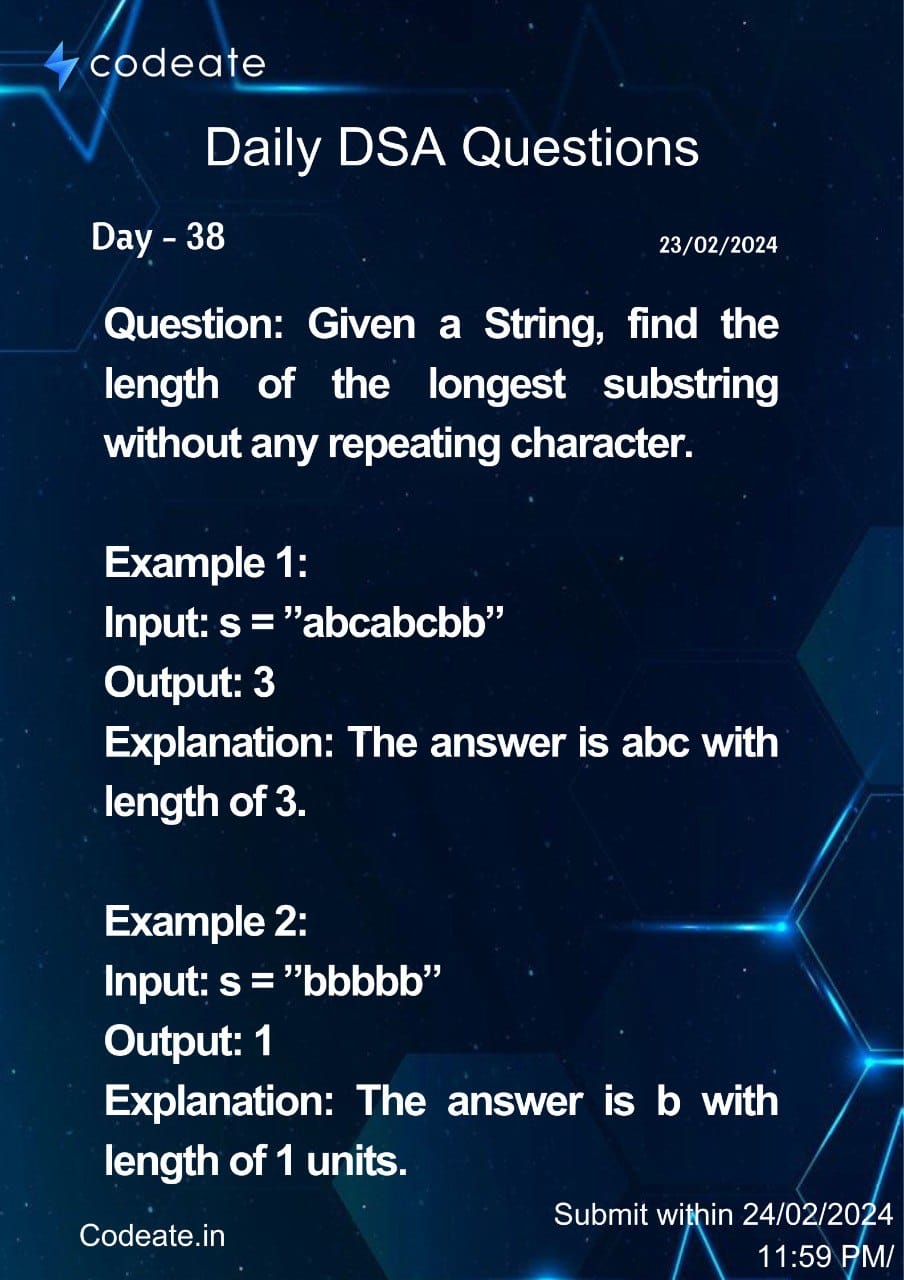 codeate
Daily DSA Questions
Day - 38
23/02/2024
Question: Given a String, find the
length of the longest substring
without any repeating character.
Example 1:
Input: s = ”abcabcbb”
Output: 3
Explanation: The answer is abc with
length of 3.
Example 2:
Input: s = ”bbbbb”
Output: 1
Explanation: The answer is b with
length of 1 units.
Codeate.in
Submit within 24/02/2024
11:59 PM/